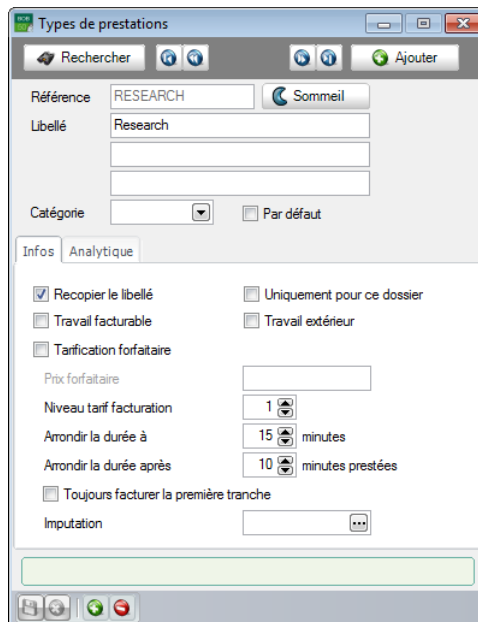 Types de prestations
Rechercher Ajouter
Référence RESEARCH Sommeil
Libellé Research
Catégorie Par défaut
Infos Analytique
Recopier le libellé Uniquement pour ce dossier
Travail facturable Travail extérieur
Tarification forfaitaire
Prix forfaitaire
Niveau tarif facturation 1
Arrondir la durée à 15 minutes
Arrondir la durée après 10 minutes prestées
Toujours facturer la première tranche
Imputation ...